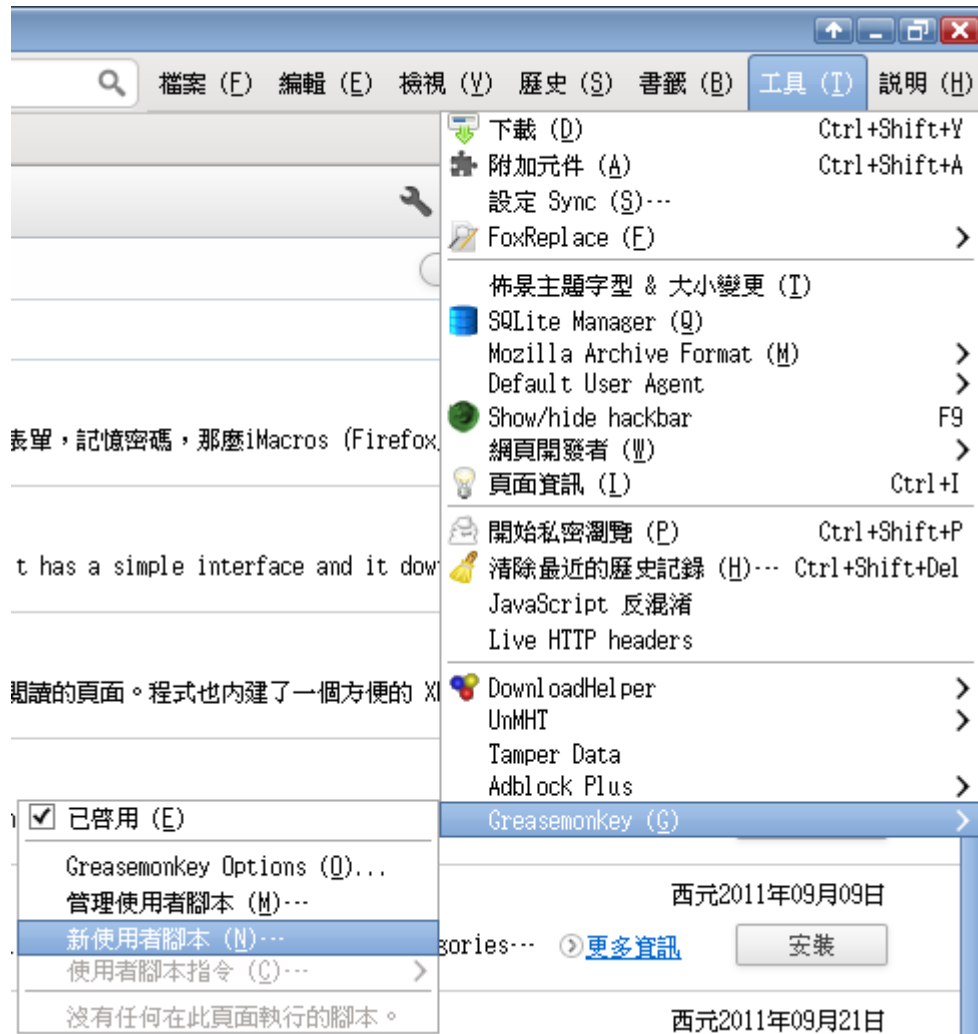 檔案 (F) 編輯 (E) 檢視 (V) 歷史 (S) 書籤 (B) 工具 (T) 説明 (H)
下載 (D) Ctrl+Shift+Y
附加元件 (A) Ctrl+Shift+A
設定 Sync (S)…
FoxReplace (F)
佈景主題字型 & 大小變更 (T)
SQLite Manager (Q)
Mozilla Archive Format (M)
Default User Agent
Show/hide hackbar F9
表單，記憶密碼，那麼iMacros (Firefox
網頁開發者 (W)
頁面資訊 (I) Ctrl+I
開始私密瀏覽 (P) Ctrl+Shift+P
t has a simple interface and it dow
清除最近的歷史記錄 (H)… Ctrl+Shift+Del
JavaScript 反混淆
Live HTTP headers
閱讀的頁面。程式也内建了一個方便的
DownloadHelper
UnMHT
Tamper Data
Adblock Plus
Greasemonkey (G)
已啓用 (E)
Greasemonkey Options (O)...
管理使用者腳本 (M)…
新使用者腳本 (N)…
使用者腳本指令 (C)…
沒有任何在此頁面執行的腳本。
西元2011年09月09日
gories… 更多資訊 安裝
西元2011年09月21日